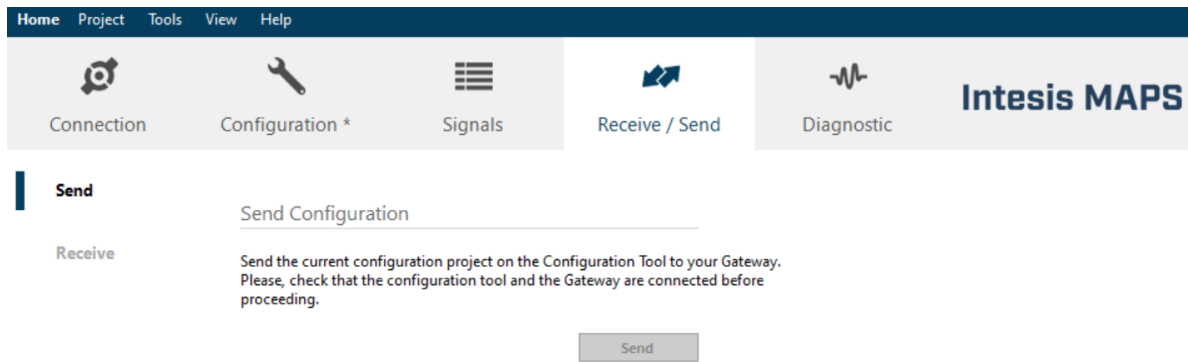 Home Project Tools View Help
Connection Configuration * Signals Receive / Send Diagnostic Intesis MAPS
Send
Send Configuration
Receive
Send the current configuration project on the Configuration Tool to your Gateway.
Please, check that the configuration tool and the Gateway are connected before
proceeding.
Send